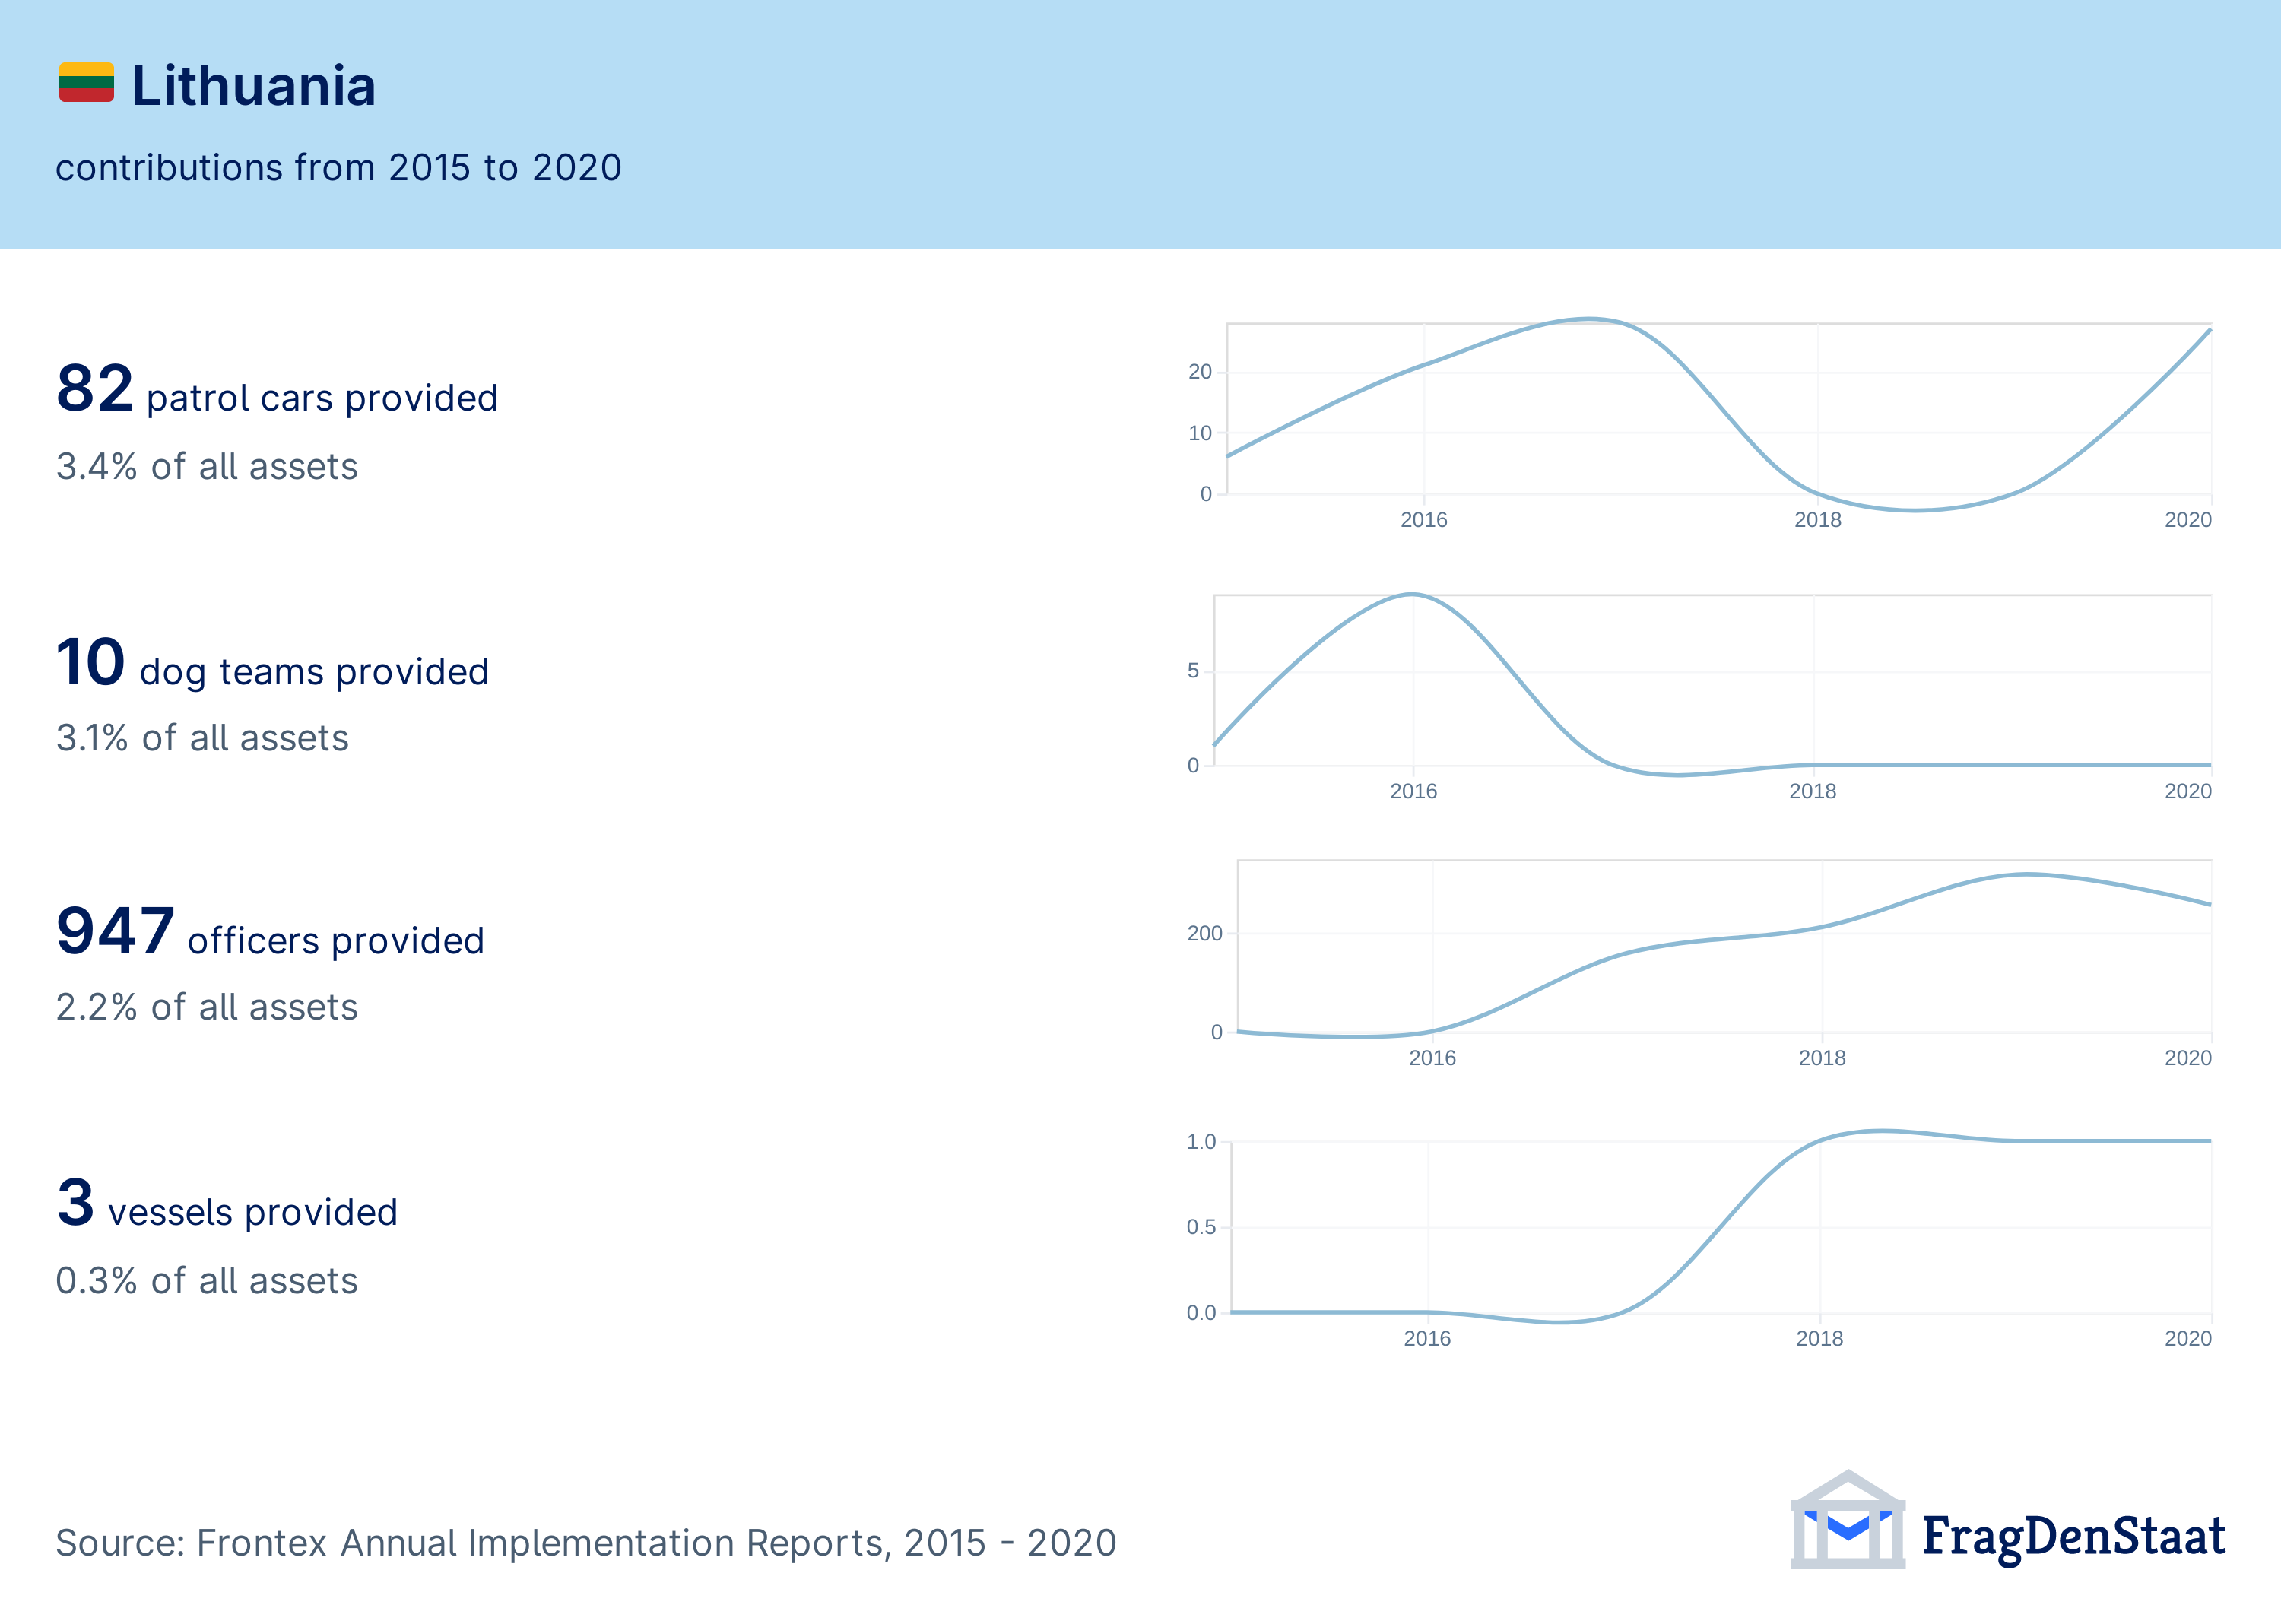 Lithuania
contributions from 2015 to 2020
82 patrol cars provided
3.4% of all assets
20
10
0
2016 2018 2020
10 dog teams provided
3.1% of all assets
5
0
2016 2018 2020
947 officers provided
2.2% of all assets
200
0
2016 2018 2020
3 vessels provided
0.3% of all assets
1.0
0.5
0.0
2016 2018 2020
Source: Frontex Annual Implementation Reports, 2015 - 2020
FragDenStaat